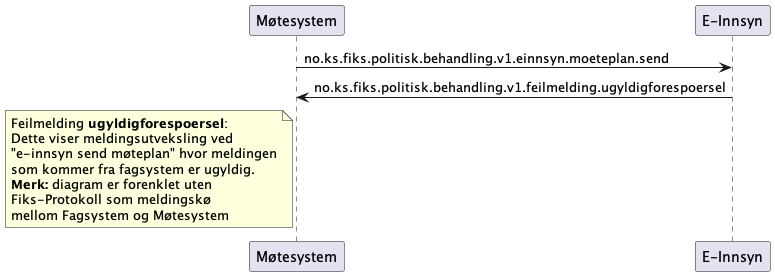 Møtesystem
E-Innsyn
no.ks.fiks.politisk.behandling.v1.einnsyn.moeteplan.send
no.ks.fiks.politisk.behandling.v1.feilmelding.ugyldigforespoersel
Feilmelding ugyldigforespoersel:
Dette viser meldingsutveksling ved
"e-innsyn send møteplan" hvor meldingen
som kommer fra fagsystem er ugyldig.
Merk: diagram er forenklet uten
Fiks-Protokoll som meldingskø
mellom Fagsystem og Møtesystem
Møtesystem
E-Innsyn